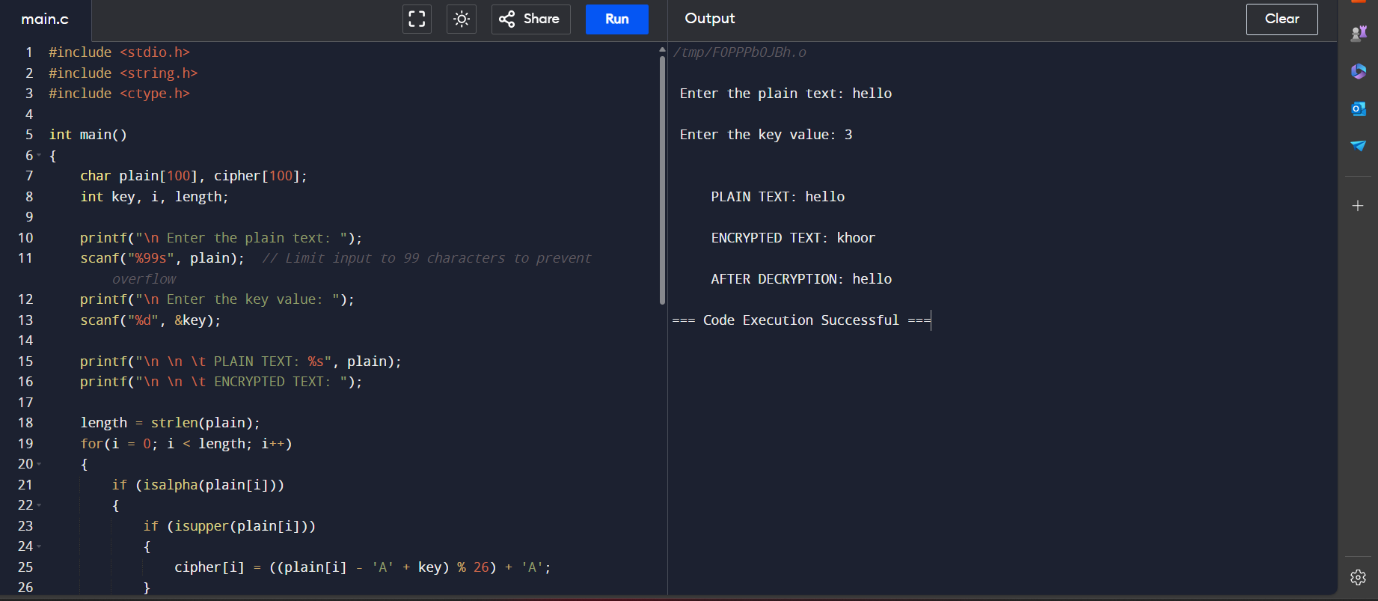 main.c
Share
Run
Output
Clear
1 #include <stdio.h>
2 #include <string.h>
3 #include <ctype.h>
4
5 int main()
6 {
7 char plain[100], cipher[100];
8 int key, i, length;
9
10 printf("\n Enter the plain text: ");
11 scanf("%99s", plain);  // Limit input to 99 characters to prevent
overflow
12 printf("\n Enter the key value: ");
13 scanf("%d", &key);
14
15 printf("\n \n \t PLAIN TEXT: %s", plain);
16 printf("\n \n \t ENCRYPTED TEXT: ");
17
18 length = strlen(plain);
19 for(i = 0; i < length; i++)
20 {
21 if (isalpha(plain[i]))
22 {
23 if (isupper(plain[i]))
24 {
25 cipher[i] = ((plain[i] - 'A' + key) % 26) + 'A';
26 }
/tmp/F0PPPbOJBh.o
Enter the plain text: hello
Enter the key value: 3
PLAIN TEXT: hello
ENCRYPTED TEXT: khoor
AFTER DECRYPTION: hello
=== Code Execution Successful ===